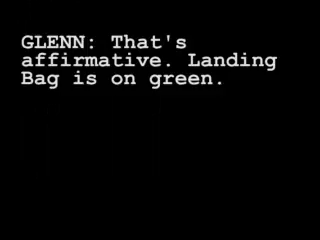 GLENN: That's
affirmative. Landing
Bag is on green.